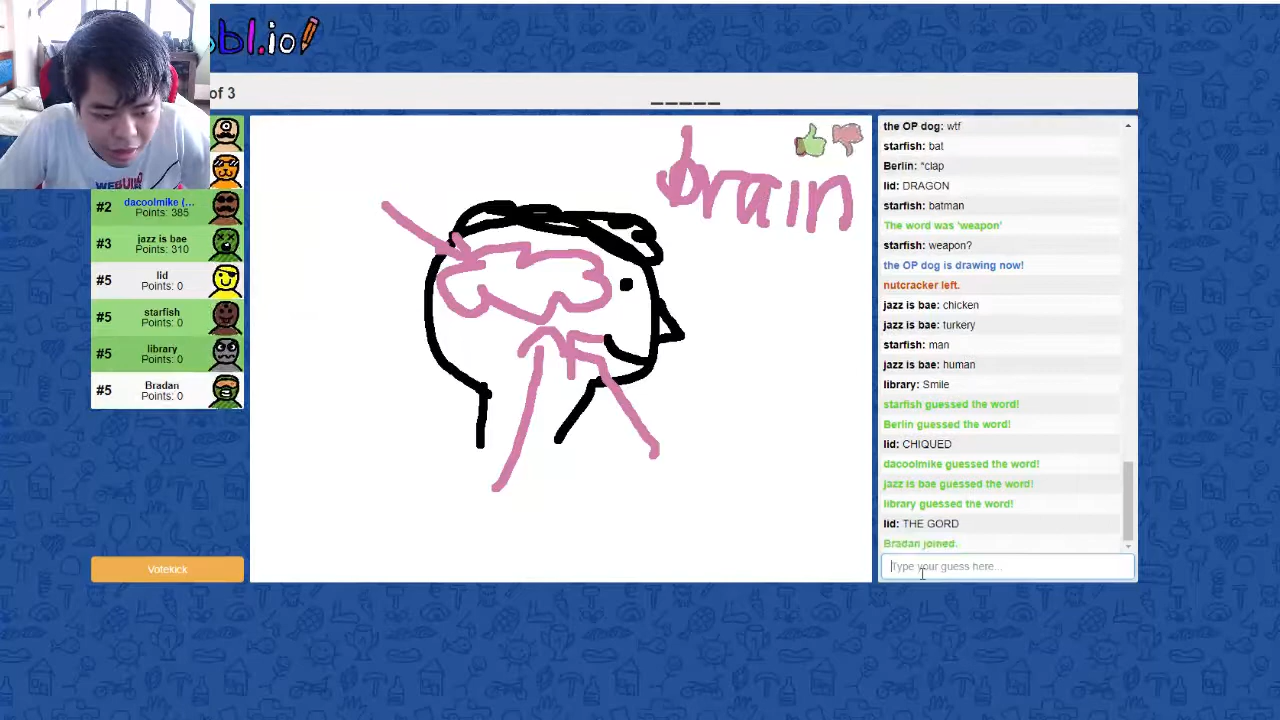 bbl.io
of 3
_____
brain
#2
dacoolmike (...
Points: 385
#3
jazz is bae
Points: 310
#5
lid
Points: 0
#5
starfish
Points: 0
#5
library
Points: 0
#5
Bradan
Points: 0
Votekick
the OP dog: wtf
starfish: bat
Berlin: *clap
lid: DRAGON
starfish: batman
The word was 'weapon'
starfish: weapon?
the OP dog is drawing now!
nutcracker left.
jazz is bae: chicken
jazz is bae: turkery
starfish: man
jazz is bae: human
library: Smile
starfish guessed the word!
Berlin guessed the word!
lid: CHIQUED
dacoolmike guessed the word!
jazz is bae guessed the word!
library guessed the word!
lid: THE GORD
Bradan joined.
Type your guess here...